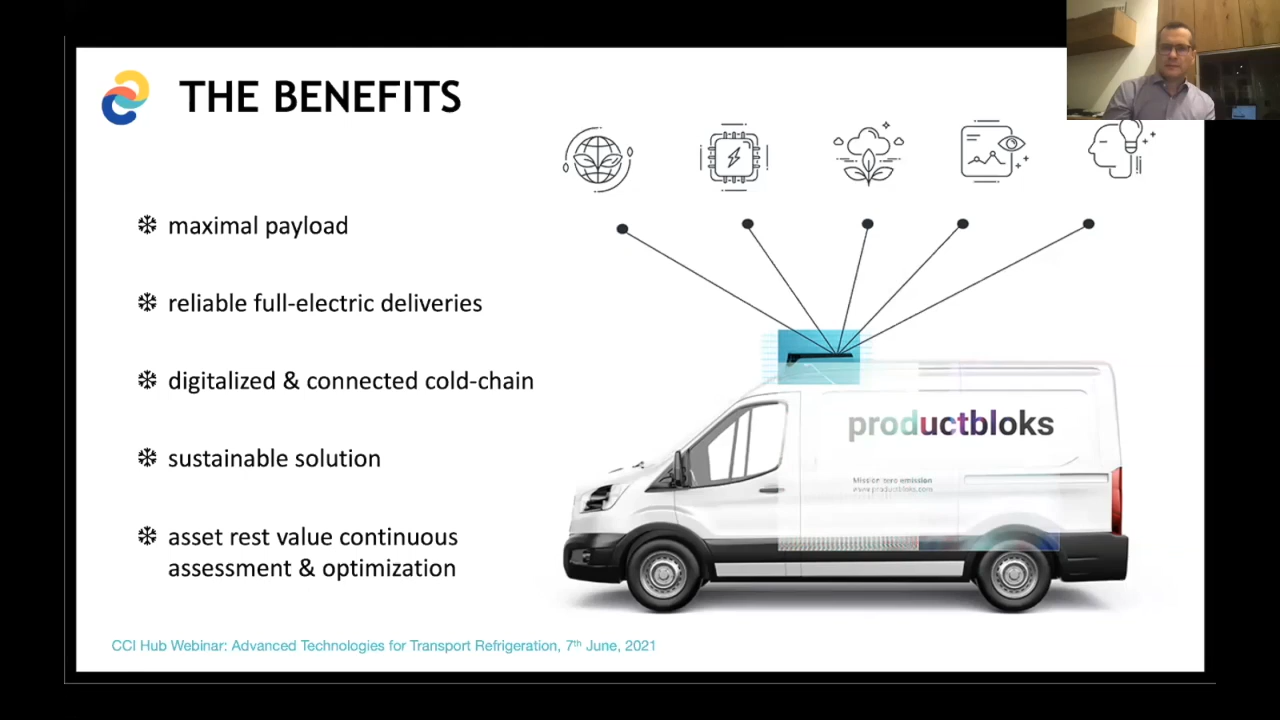 THE BENEFITS
maximal payload
reliable full-electric deliveries
digitalized & connected cold-chain
sustainable solution
asset rest value continuous
assessment & optimization
productbloks
Mission zero emission
www.productbloks.com
CCI Hub Webinar: Advanced Technologies for Transport Refrigeration, 7th June, 2021